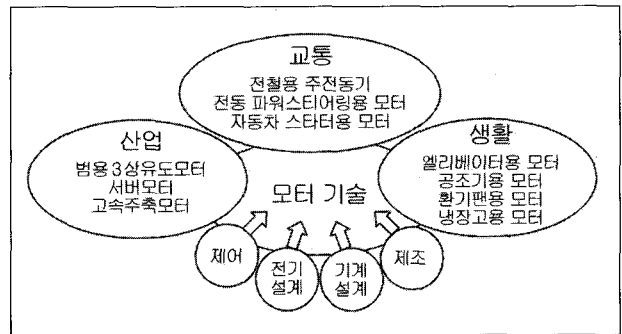 교통
전철용 주전동기
전동 파워스티어링용 모터
자동차 스타터용 모터
산업
범용 3상유도모터
서버모터
고속주축모터
생활
엘리베이터용 모터
공조기용 모터
환기팬용 모터
냉장고용 모터
모터 기술
제어
전기
설계
기계
설계
제조